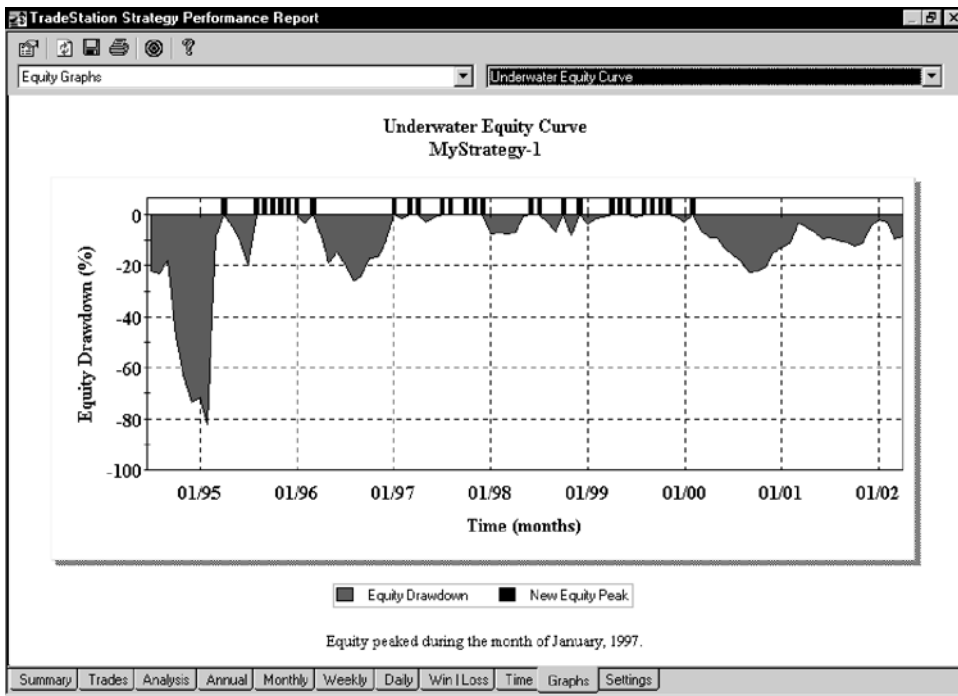 TradeStation Strategy Performance Report
Equity Graphs
Underwater Equity Curve
Underwater Equity Curve
MyStrategy-1
Equity Drawdown (%)
0
-20
-40
-60
-80
-100
01/95 01/96 01/97 01/98 01/99 01/00 01/01 01/02
Time (months)
Equity Drawdown New Equity Peak
Equity peaked during the month of January, 1997.
Summary Trades Analysis Annual Monthly Weekly Daily Win | Loss Time Graphs Settings